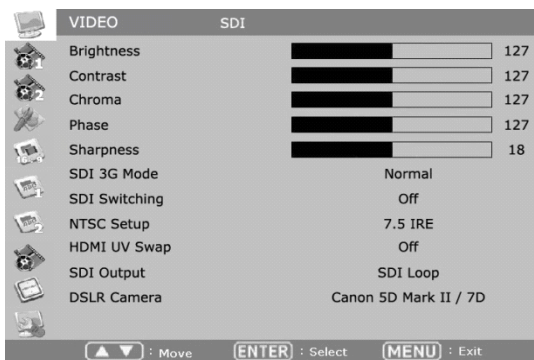 VIDEO SDI
Brightness 127
Contrast 127
Chroma 127
Phase 127
Sharpness 18
SDI 3G Mode Normal
SDI Switching Off
NTSC Setup 7.5 IRE
HDMI UV Swap Off
SDI Output SDI Loop
DSLR Camera Canon 5D Mark II / 7D
▲ ▼ : Move ENTER : Select MENU : Exit